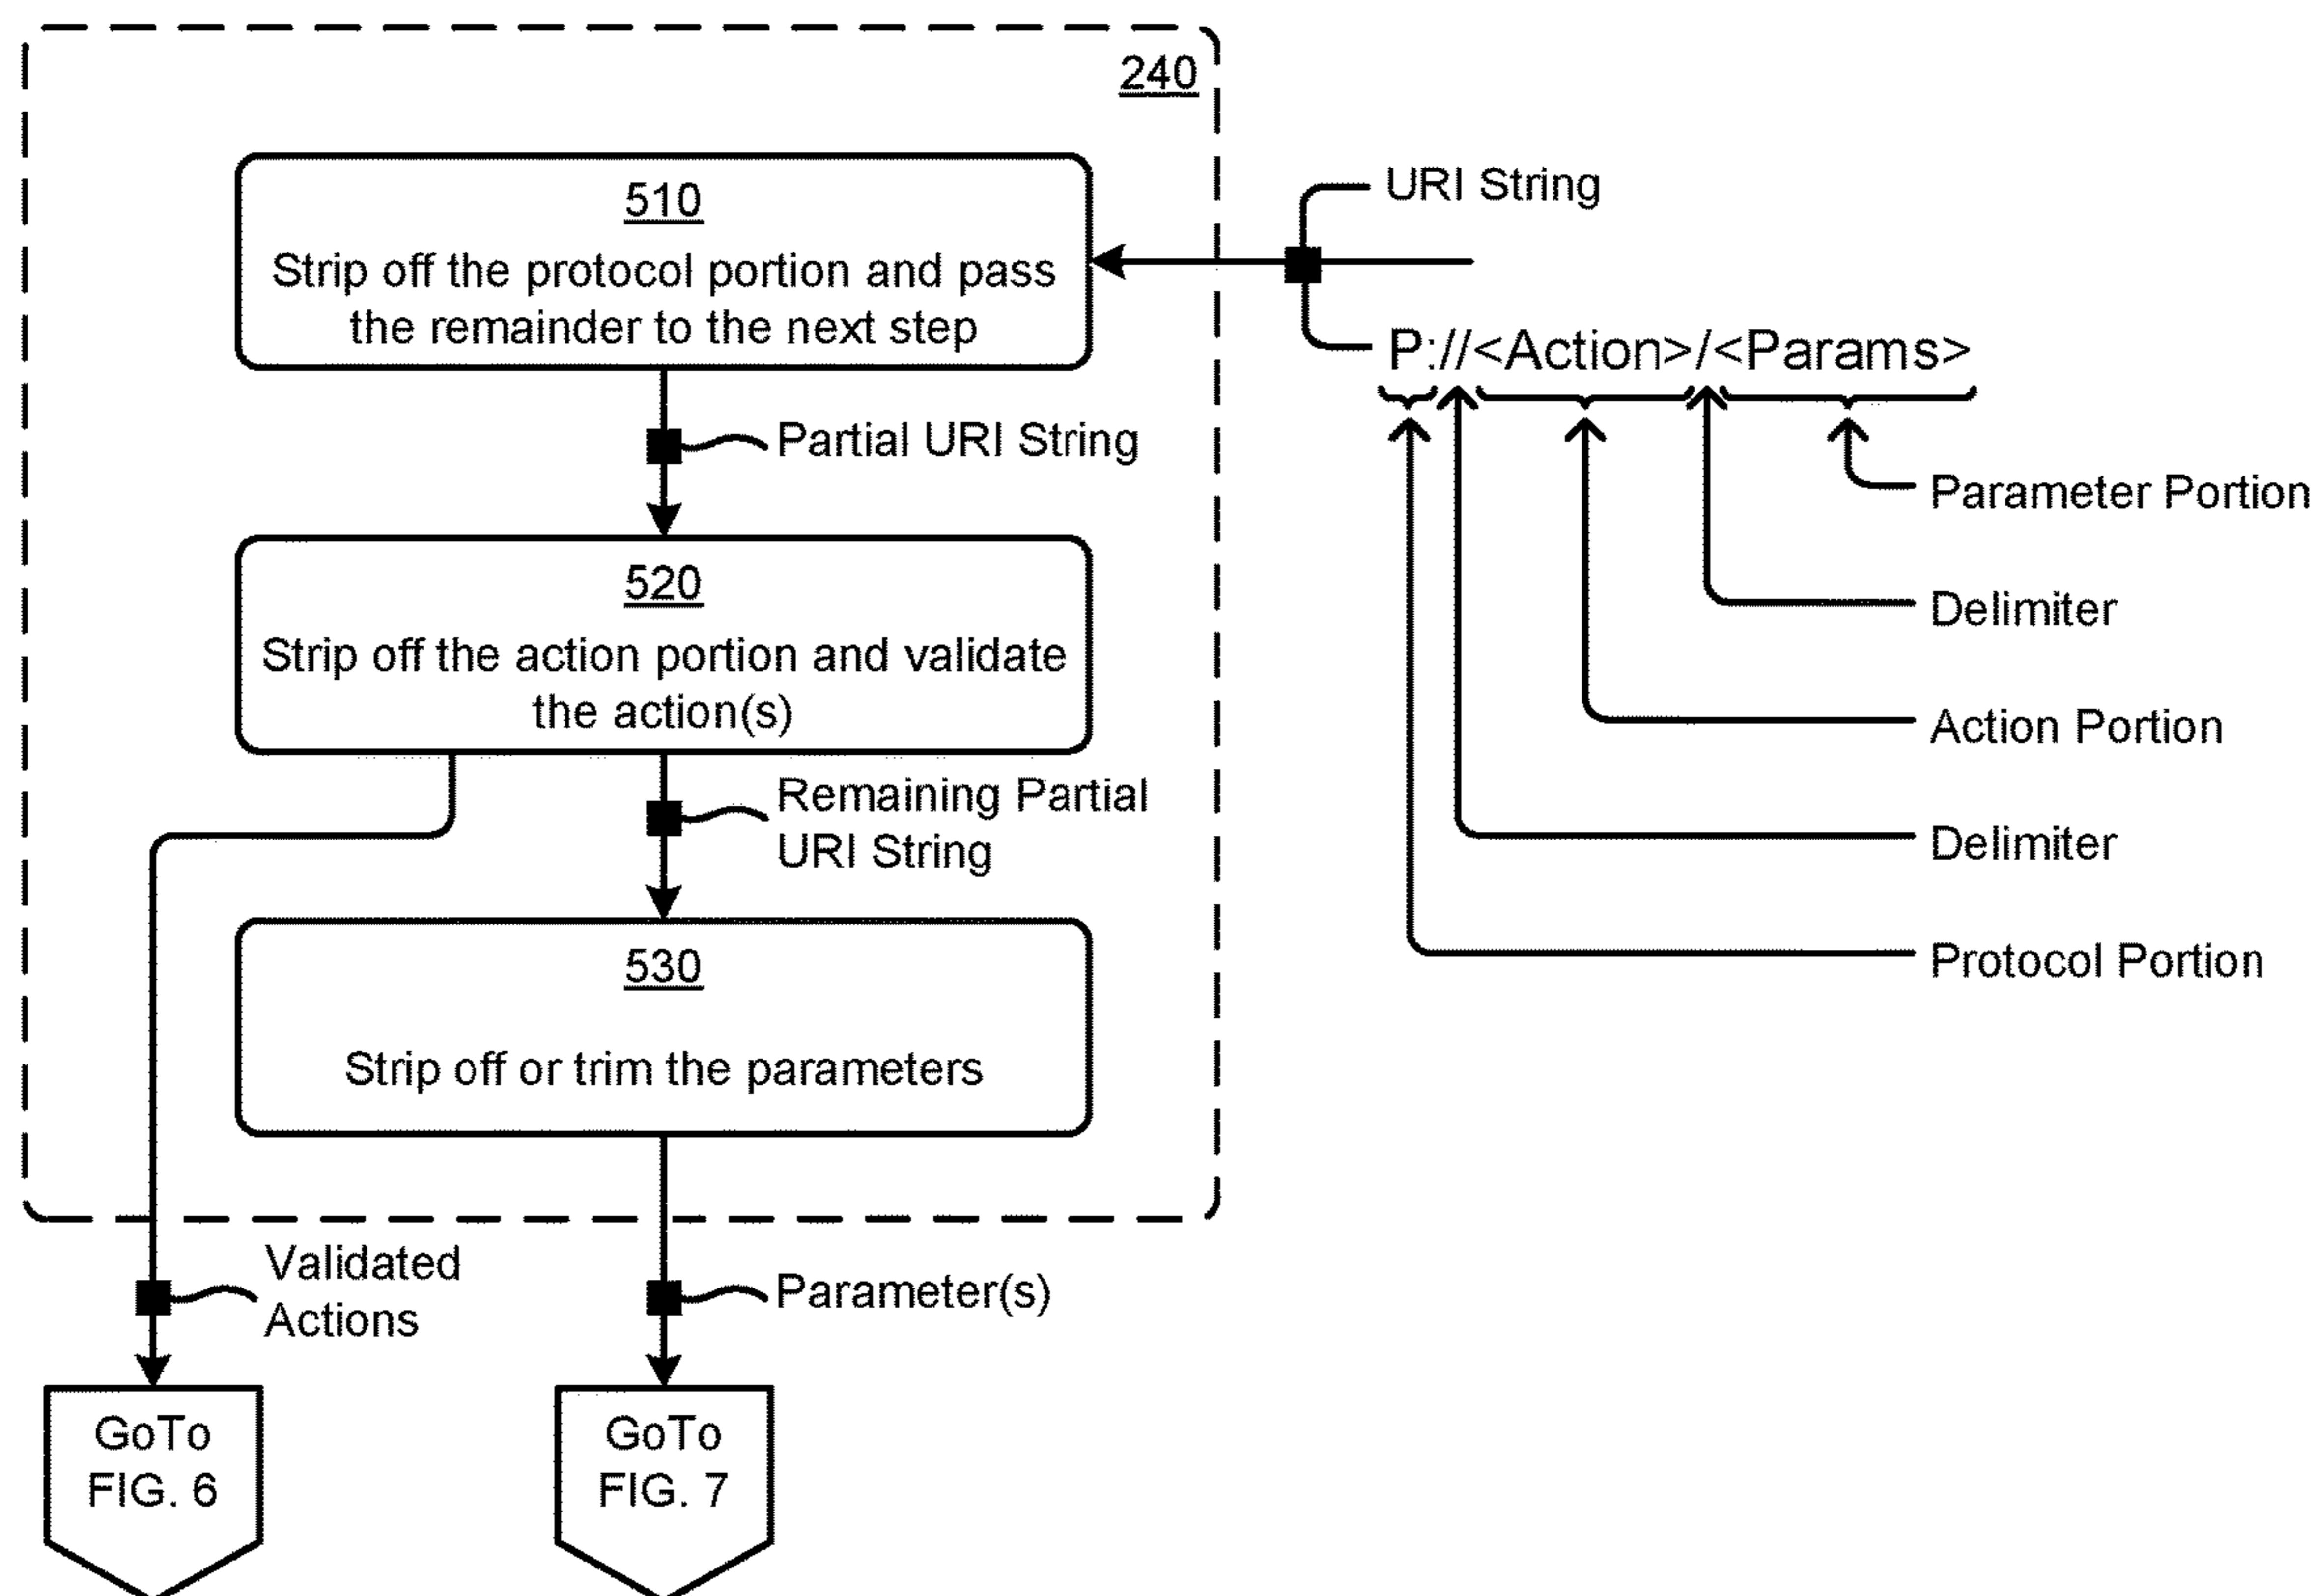 240
510
Strip off the protocol portion and pass
the remainder to the next step
URI String
P://<Action>/<Params>
Partial URI String
Parameter Portion
520
Strip off the action portion and validate
the action(s)
Delimiter
Action Portion
Remaining Partial
URI String
Delimiter
530
Strip off or trim the parameters
Protocol Portion
Validated
Actions
Parameter(s)
GoTo
FIG. 6
GoTo
FIG. 7